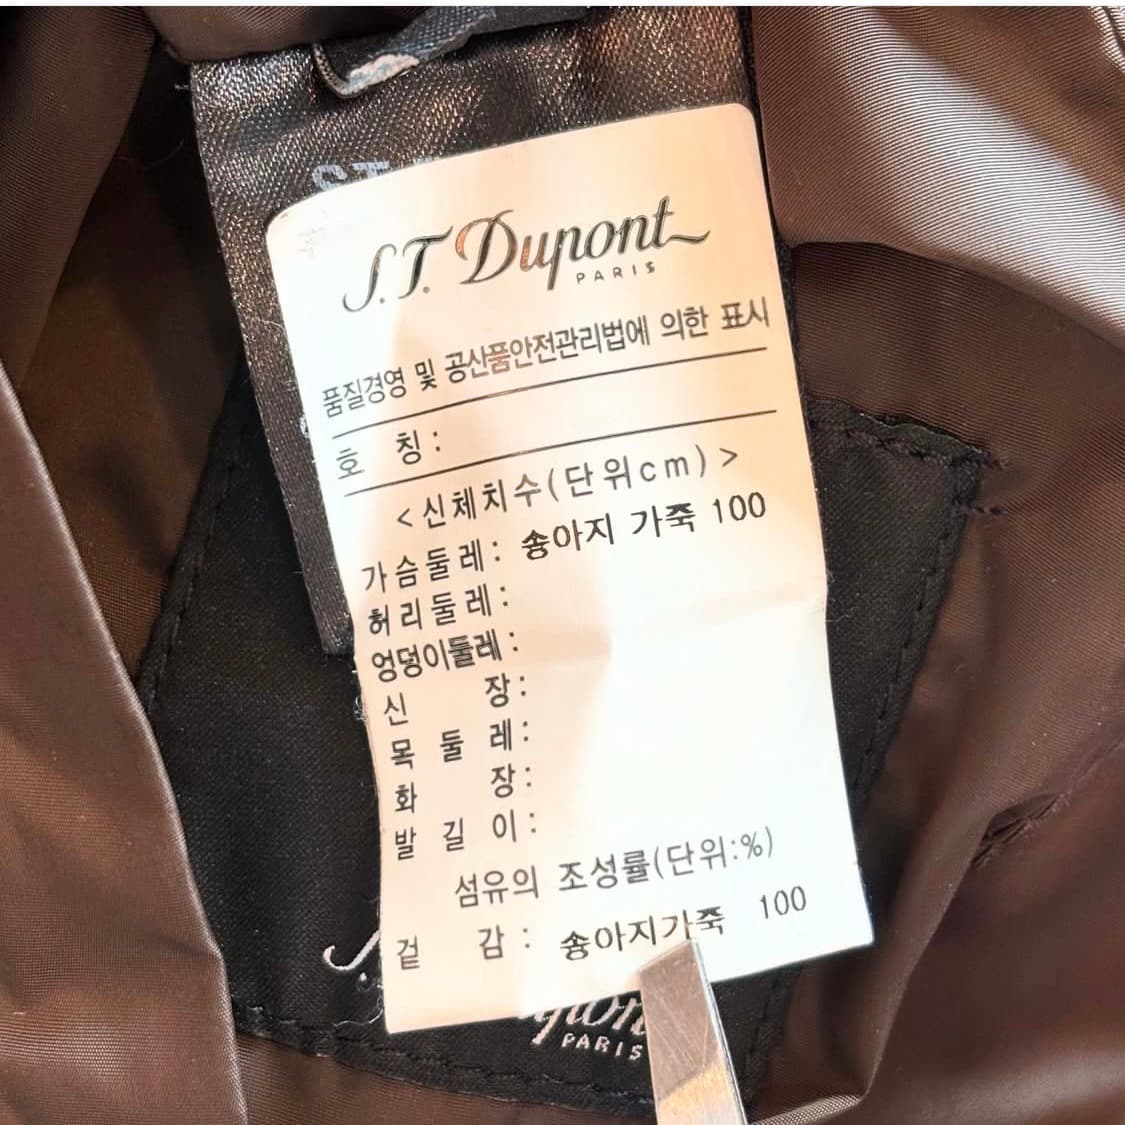 S.T. Dupont
PARIS
품질경영 및 공산품안전관리법에 의한 표시
호 칭:
<신체치수(단위cm)>
가슴둘레: 송아지 가죽 100
허리둘레:
엉덩이둘레:
신 장:
목 둘레:
화 장:
발 길이:
섬유의 조성률(단위:%)
겉 감: 송아지가죽 100
PARIS